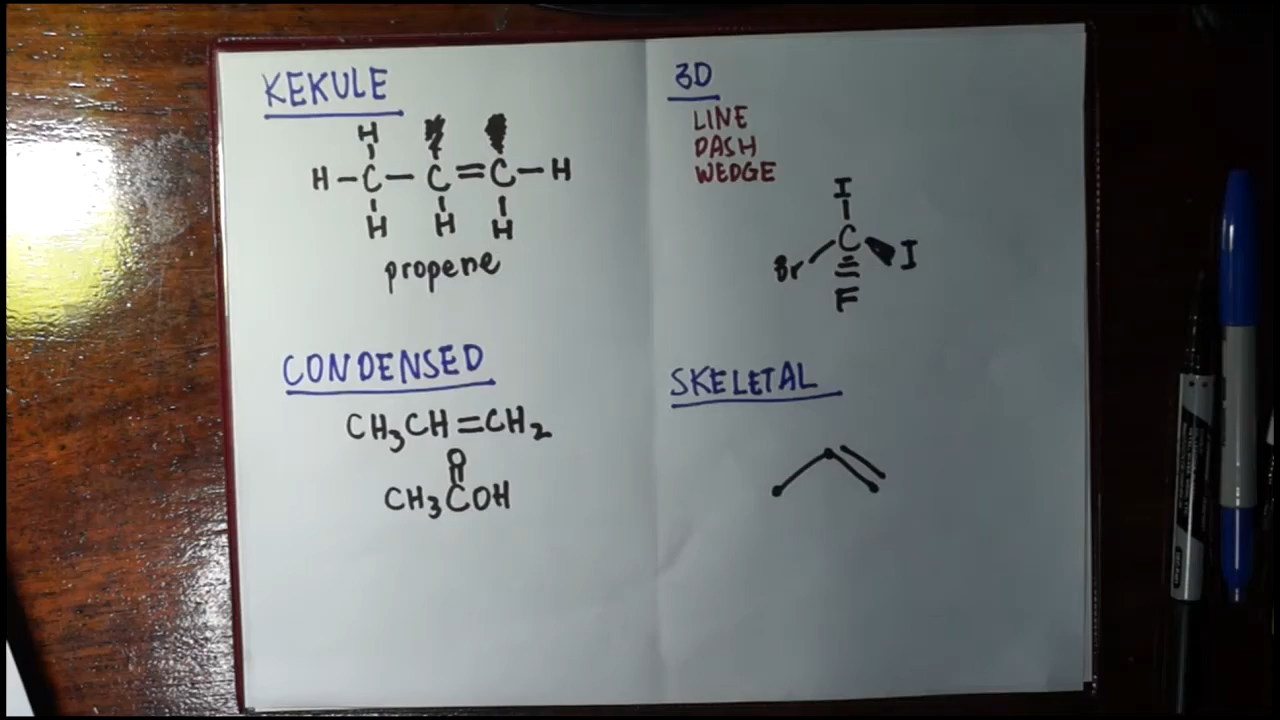 KEKULE
H
H–C–C=C–H
H H H
propene
3D
LINE
DASH
WEDGE
I
C
Br I
F
CONDENSED
CH₃CH=CH₂
O
CH₃COH
SKELETAL